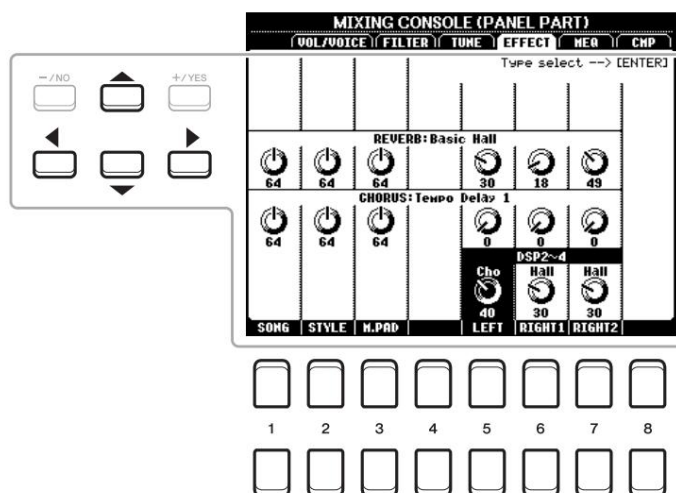 MIXING CONSOLE (PANEL PART)
VOL/VOICE FILTER TUNE EFFECT MEQ CMP
Type select --> [ENTER]
-/NO
+/YES
REVERB:Basic Hall
64 64 64 30 18 49
CHORUS:Tempo Delay 1
64 64 64 0 0 0
DSP2~4
Cho Hall Hall
40 30 30
SONG STYLE M.PAD LEFT RIGHT1 RIGHT2
1 2 3 4 5 6 7 8